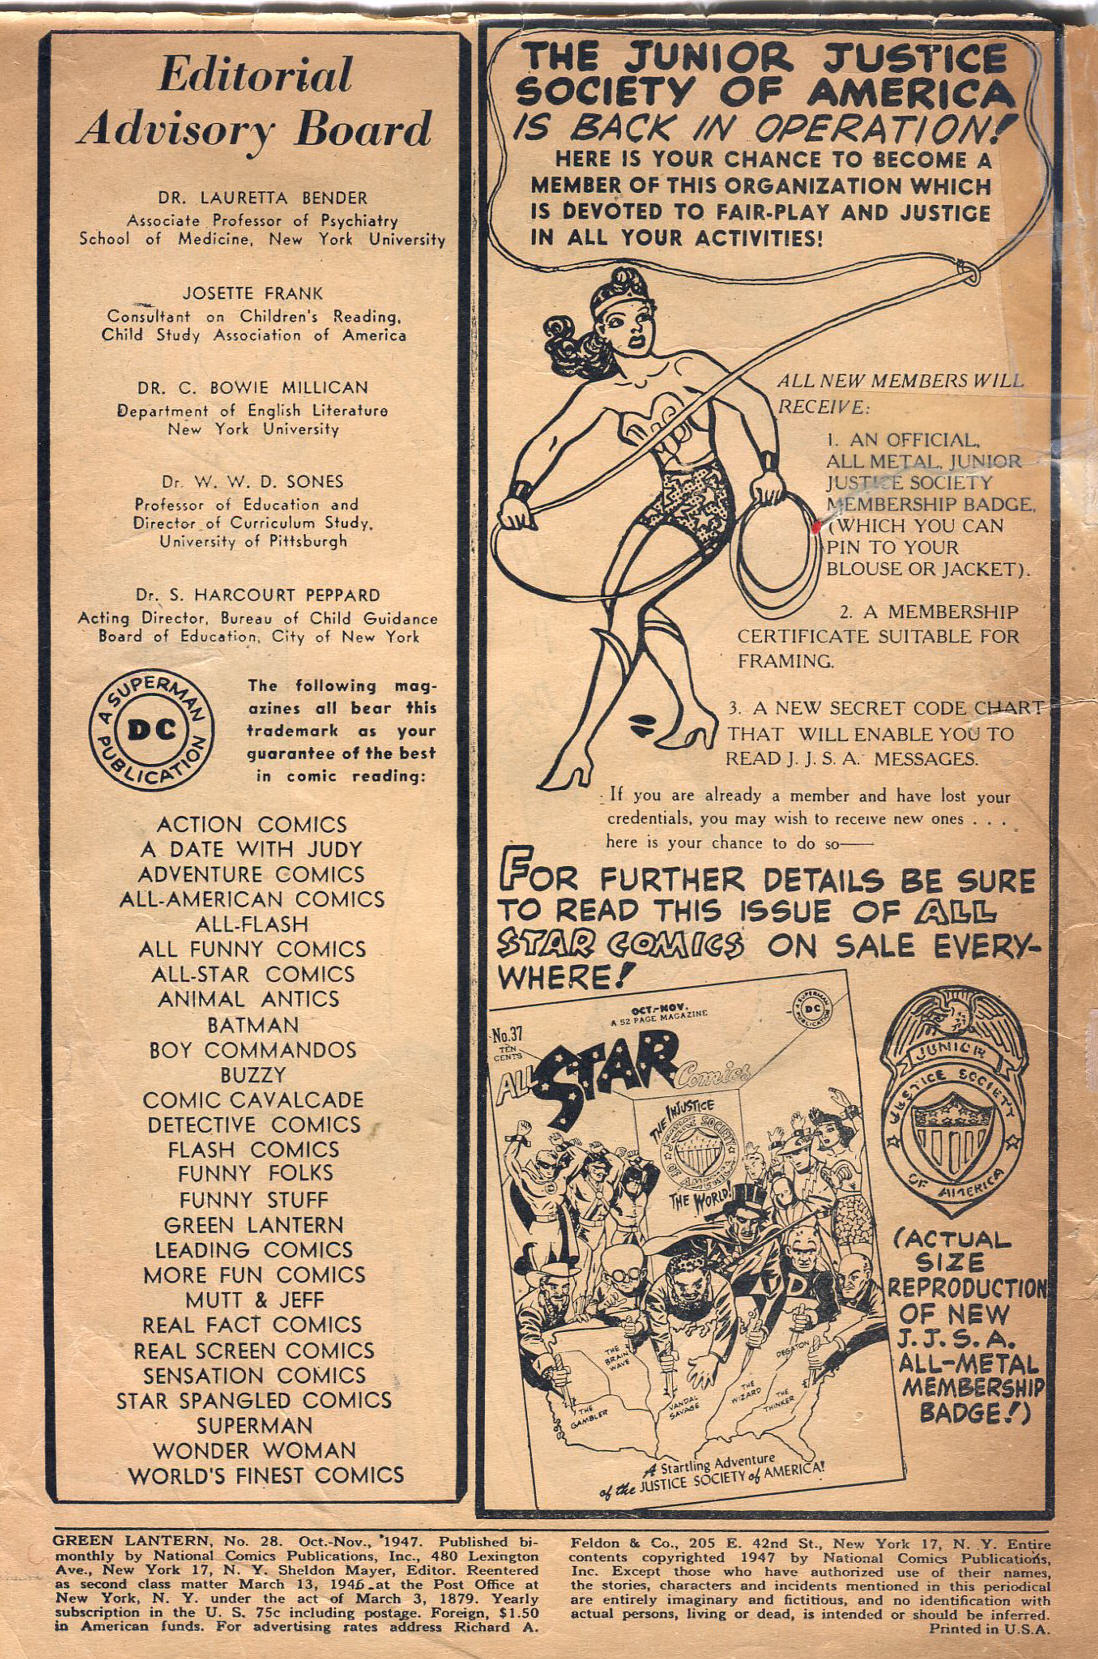 Editorial
Advisory Board
DR. LAURETTA BENDER
Associate Professor of Psychiatry
School of Medicine, New York University
JOSETTE FRANK
Consultant on Children's Reading,
Child Study Association of America
DR. C. BOWIE MILLICAN
Department of English Literature
New York University
Dr. W. W. D. SONES
Professor of Education and
Director of Curriculum Study,
University of Pittsburgh
Dr. S. HARCOURT PEPPARD
Acting Director, Bureau of Child Guidance
Board of Education, City of New York
A SUPERMAN
DC
PUBLICATION
The following mag-
azines all bear this
trademark as your
guarantee of the best
in comic reading:
ACTION COMICS
A DATE WITH JUDY
ADVENTURE COMICS
ALL-AMERICAN COMICS
ALL-FLASH
ALL FUNNY COMICS
ALL-STAR COMICS
ANIMAL ANTICS
BATMAN
BOY COMMANDOS
BUZZY
COMIC CAVALCADE
DETECTIVE COMICS
FLASH COMICS
FUNNY FOLKS
FUNNY STUFF
GREEN LANTERN
LEADING COMICS
MORE FUN COMICS
MUTT & JEFF
REAL FACT COMICS
REAL SCREEN COMICS
SENSATION COMICS
STAR SPANGLED COMICS
SUPERMAN
WONDER WOMAN
WORLD'S FINEST COMICS
THE JUNIOR JUSTICE
SOCIETY OF AMERICA
IS BACK IN OPERATION!
HERE IS YOUR CHANCE TO BECOME A
MEMBER OF THIS ORGANIZATION WHICH
IS DEVOTED TO FAIR-PLAY AND JUSTICE
IN ALL YOUR ACTIVITIES!
ALL NEW MEMBERS WILL
RECEIVE:
1. AN OFFICIAL,
ALL METAL, JUNIOR
JUSTICE SOCIETY
MEMBERSHIP BADGE,
(WHICH YOU CAN
PIN TO YOUR
BLOUSE OR JACKET).
2. A MEMBERSHIP
CERTIFICATE SUITABLE FOR
FRAMING.
3. A NEW SECRET CODE CHART
THAT WILL ENABLE YOU TO
READ J. J. S. A. MESSAGES.
If you are already a member and have lost your
credentials, you may wish to receive new ones . . .
here is your chance to do so—
FOR FURTHER DETAILS BE SURE
TO READ THIS ISSUE OF ALL
STAR COMICS ON SALE EVERY-
WHERE!
OCT.-NOV.
A 52 PAGE MAGAZINE
A SUPERMAN
DC
PUBLICATION
No.37
TEN
CENTS
ALL STAR Comics
THE INJUSTICE
SOCIETY
OF
AMERICA
THE WORLD!
D
THE
BRAIN
WAVE
DEGATON
THE
GAMBLER
VANDAL
SAVAGE
THE
WIZARD
THE
THINKER
A Startling Adventure
of the JUSTICE SOCIETY of AMERICA!
JUNIOR
JUSTICE SOCIETY
OF AMERICA
(ACTUAL
SIZE
REPRODUCTION
OF NEW
J.J.S.A.
ALL-METAL
MEMBERSHIP
BADGE!)
GREEN LANTERN, No. 28. Oct.-Nov., 1947. Published bi-
monthly by National Comics Publications, Inc., 480 Lexington
Ave., New York 17, N. Y. Sheldon Mayer, Editor. Reentered
as second class matter March 13, 1946 at the Post Office at
New York, N. Y. under the act of March 3, 1879. Yearly
subscription in the U. S. 75c including postage. Foreign, $1.50
in American funds. For advertising rates address Richard A.
Feldon & Co., 205 E. 42nd St., New York 17, N. Y. Entire
contents copyrighted 1947 by National Comics Publications,
Inc. Except those who have authorized use of their names,
the stories, characters and incidents mentioned in this periodical
are entirely imaginary and fictitious, and no identification with
actual persons, living or dead, is intended or should be inferred.
Printed in U.S.A.